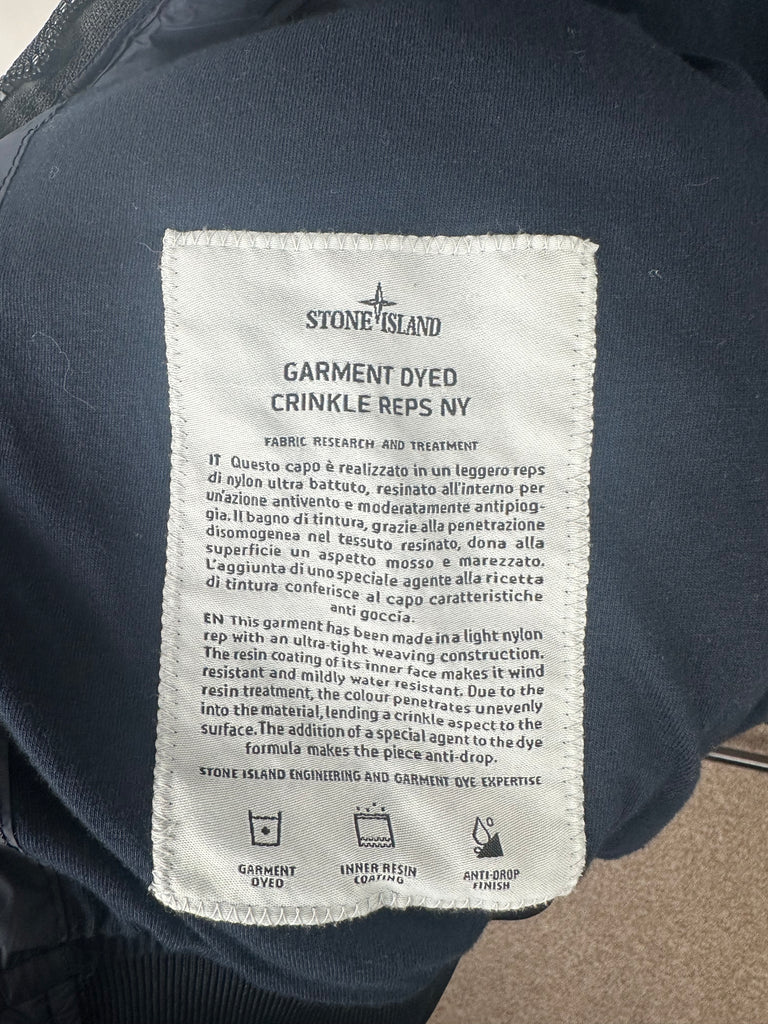 STONE ISLAND
GARMENT DYED
CRINKLE REPS NY
FABRIC RESEARCH AND TREATMENT
IT Questo capo è realizzato in un leggero reps
di nylon ultra battuto, resinato all'interno per
un'azione antivento e moderatamente antipiog-
gia. Il bagno di tintura, grazie alla penetrazione
disomogenea nel tessuto resinato, dona alla
superficie un aspetto mosso e marezzato.
L'aggiunta di uno speciale agente alla ricetta
di tintura conferisce al capo caratteristiche
anti goccia.
EN This garment has been made in a light nylon
rep with an ultra-tight weaving construction.
The resin coating of its inner face makes it wind
resistant and mildly water resistant. Due to the
resin treatment, the colour penetrates unevenly
into the material, lending a crinkle aspect to the
surface. The addition of a special agent to the dye
formula makes the piece anti-drop.
STONE ISLAND ENGINEERING AND GARMENT DYE EXPERTISE
GARMENT
DYED
INNER RESIN
COATING
ANTI-DROP
FINISH